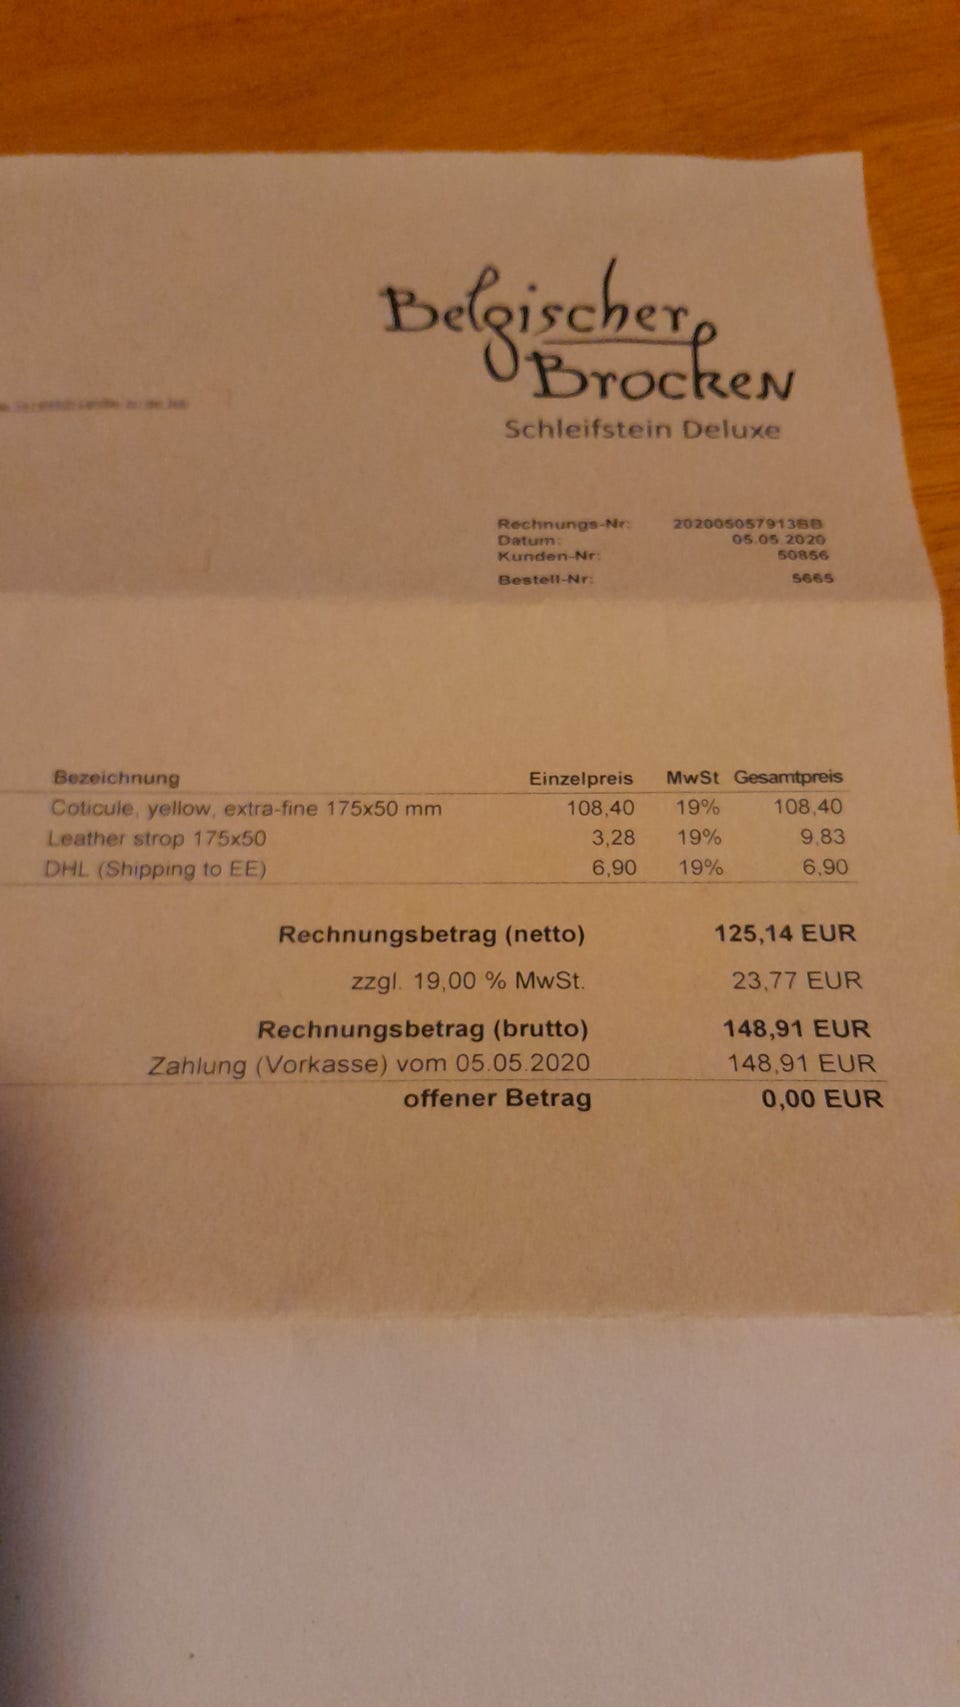 Belgischer
Brocken
Schleifstein Deluxe
Rechnungs-Nr: 202005057913BB
Datum: 05.05.2020
Kunden-Nr: 50856
Bestell-Nr: 5665
Bezeichnung Einzelpreis MwSt Gesamtpreis
Coticule, yellow, extra-fine 175x50 mm 108,40 19% 108,40
Leather strop 175x50 3,28 19% 9,83
DHL (Shipping to EE) 6,90 19% 6,90
Rechnungsbetrag (netto) 125,14 EUR
zzgl. 19,00 % MwSt. 23,77 EUR
Rechnungsbetrag (brutto) 148,91 EUR
Zahlung (Vorkasse) vom 05.05.2020 148,91 EUR
offener Betrag 0,00 EUR